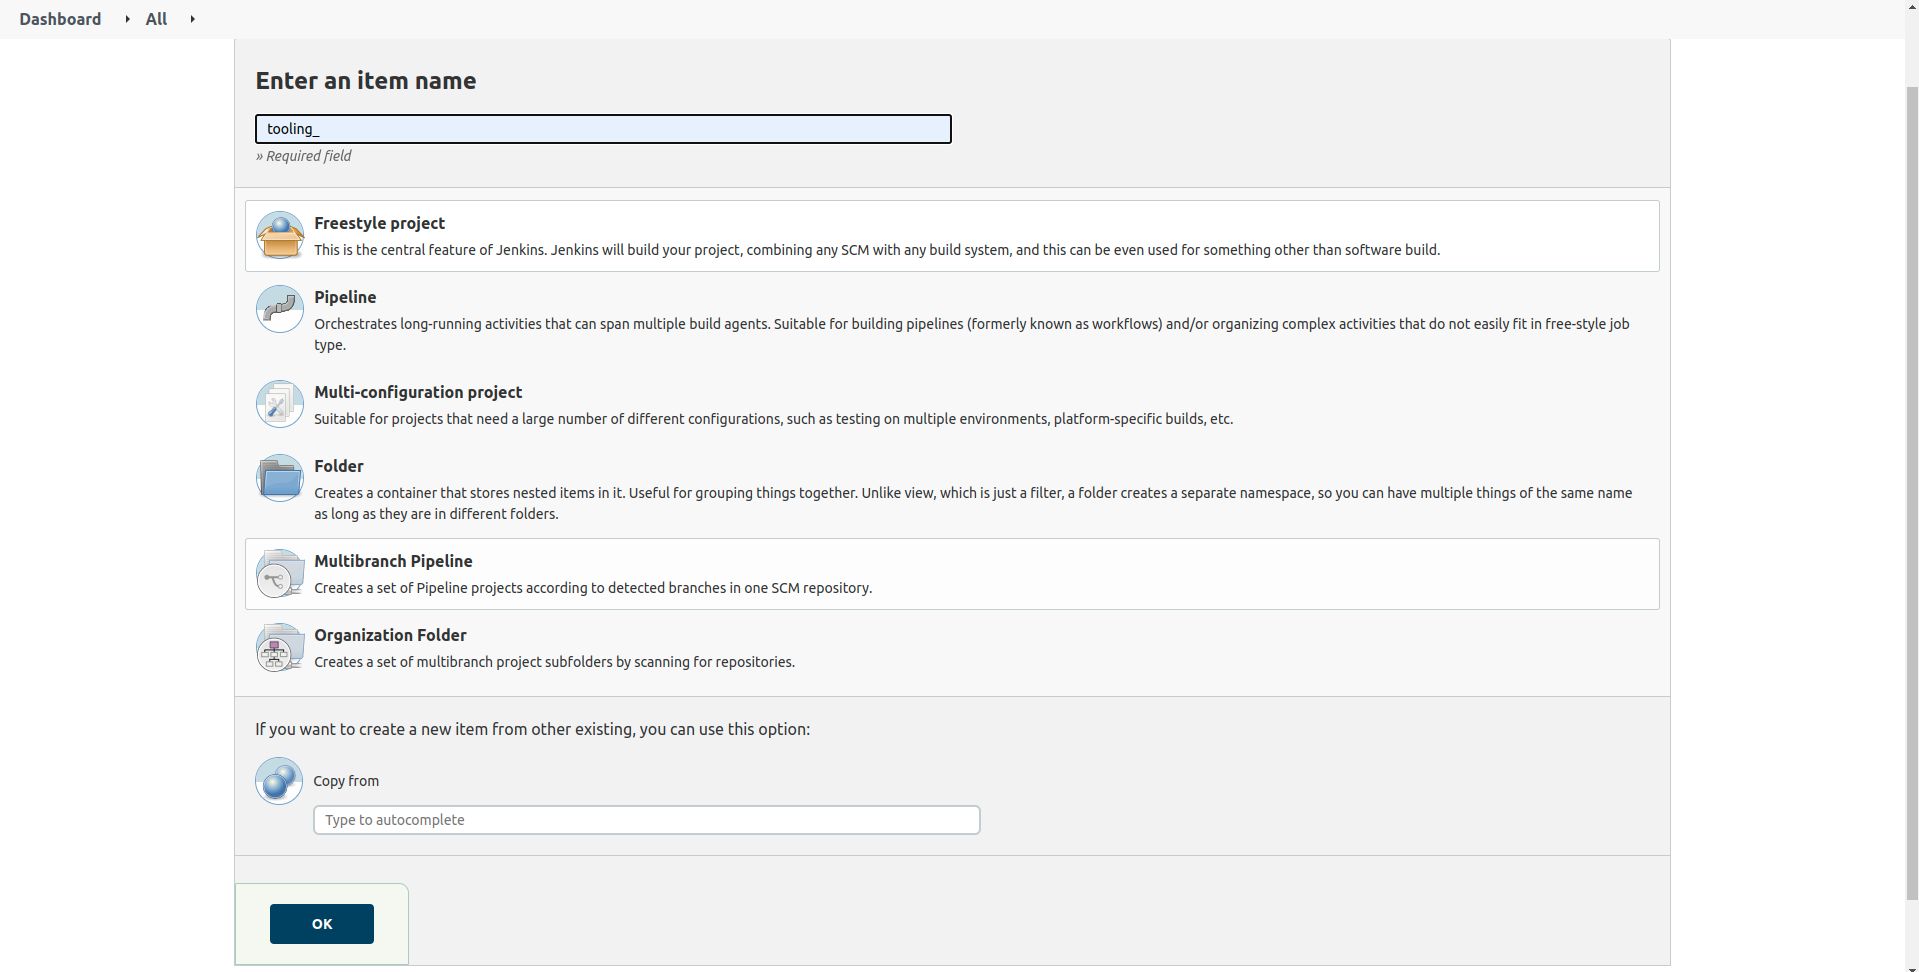 Dashboard All
Enter an item name
tooling_
» Required field
Freestyle project
This is the central feature of Jenkins. Jenkins will build your project, combining any SCM with any build system, and this can be even used for something other than software build.
Pipeline
Orchestrates long-running activities that can span multiple build agents. Suitable for building pipelines (formerly known as workflows) and/or organizing complex activities that do not easily fit in free-style job
type.
Multi-configuration project
Suitable for projects that need a large number of different configurations, such as testing on multiple environments, platform-specific builds, etc.
Folder
Creates a container that stores nested items in it. Useful for grouping things together. Unlike view, which is just a filter, a folder creates a separate namespace, so you can have multiple things of the same name
as long as they are in different folders.
Multibranch Pipeline
Creates a set of Pipeline projects according to detected branches in one SCM repository.
Organization Folder
Creates a set of multibranch project subfolders by scanning for repositories.
If you want to create a new item from other existing, you can use this option:
Copy from
Type to autocomplete
OK